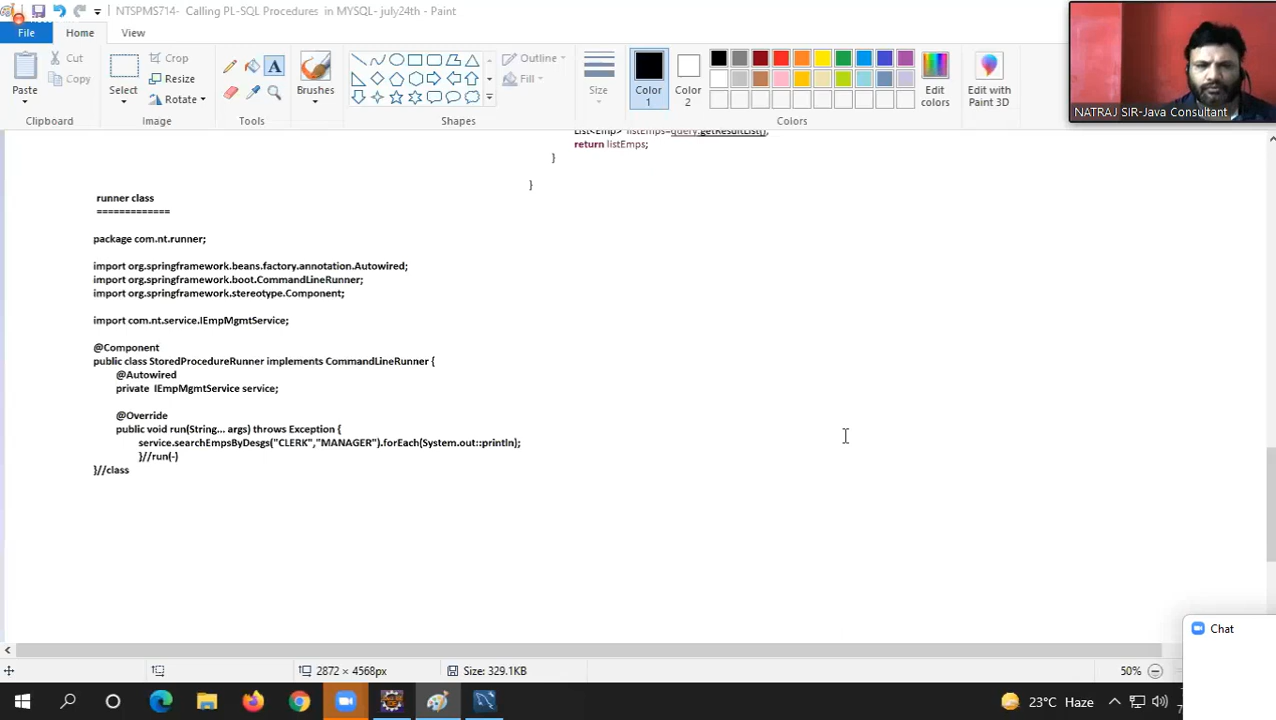 NTSPMS714- Calling PL-SQL Procedures in MYSQL- july24th - Paint
File Home View
Paste
Cut
Copy
Clipboard
Select
Crop
Resize
Rotate
Image
Tools
Brushes
Shapes
Outline
Fill
Size
Color 1
Color 2
Edit colors
Edit with Paint 3D
Colors
NATRAJ SIR-Java Consultant
List<Emp> listEmps=query.getResultList();
return listEmps;
}
}
runner class
=============
package com.nt.runner;
import org.springframework.beans.factory.annotation.Autowired;
import org.springframework.boot.CommandLineRunner;
import org.springframework.stereotype.Component;
import com.nt.service.IEmpMgmtService;
@Component
public class StoredProcedureRunner implements CommandLineRunner {
@Autowired
private IEmpMgmtService service;
@Override
public void run(String... args) throws Exception {
service.searchEmpsByDesgs("CLERK","MANAGER").forEach(System.out::println);
}//run(-)
}//class
Chat
2872 × 4568px
Size: 329.1KB
50%
23°C Haze